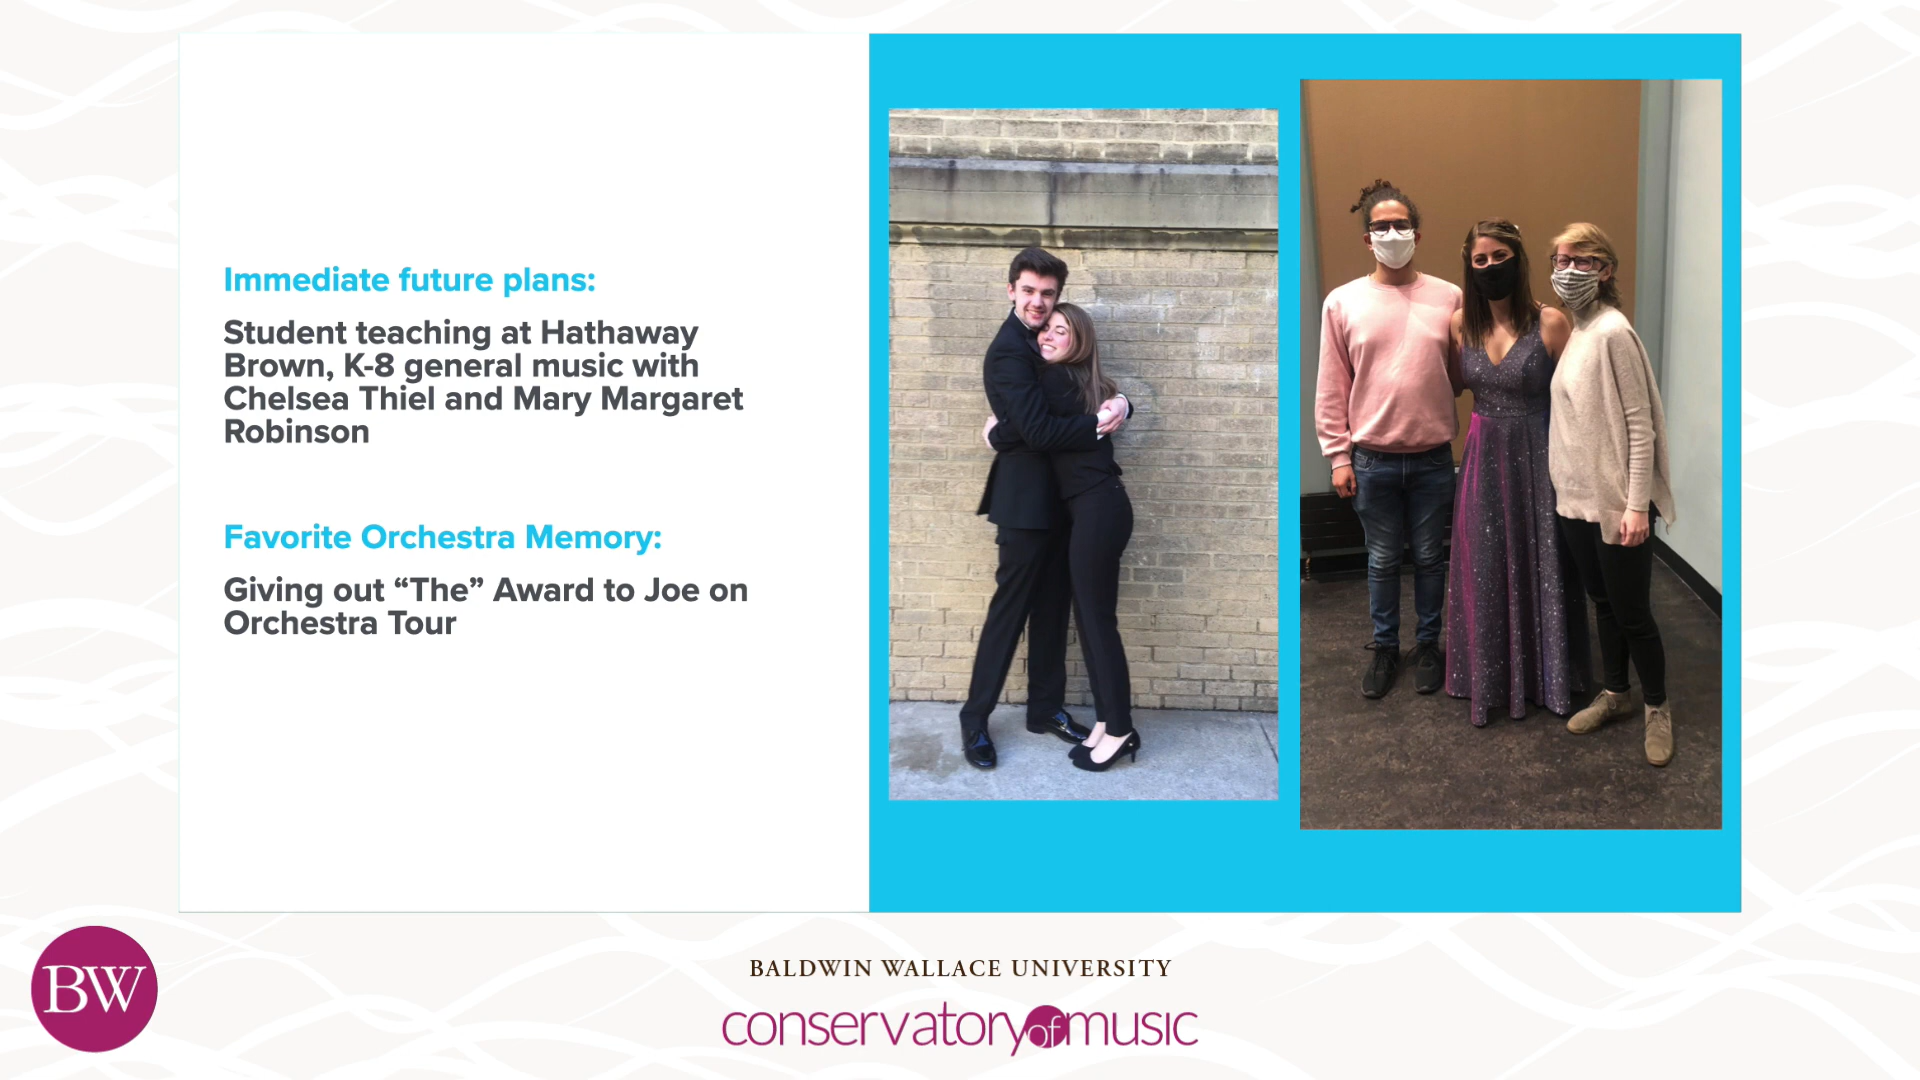 Immediate future plans:
Student teaching at Hathaway
Brown, K-8 general music with
Chelsea Thiel and Mary Margaret
Robinson
Favorite Orchestra Memory:
Giving out “The” Award to Joe on
Orchestra Tour
BW
BALDWIN WALLACE UNIVERSITY
conservatory of music